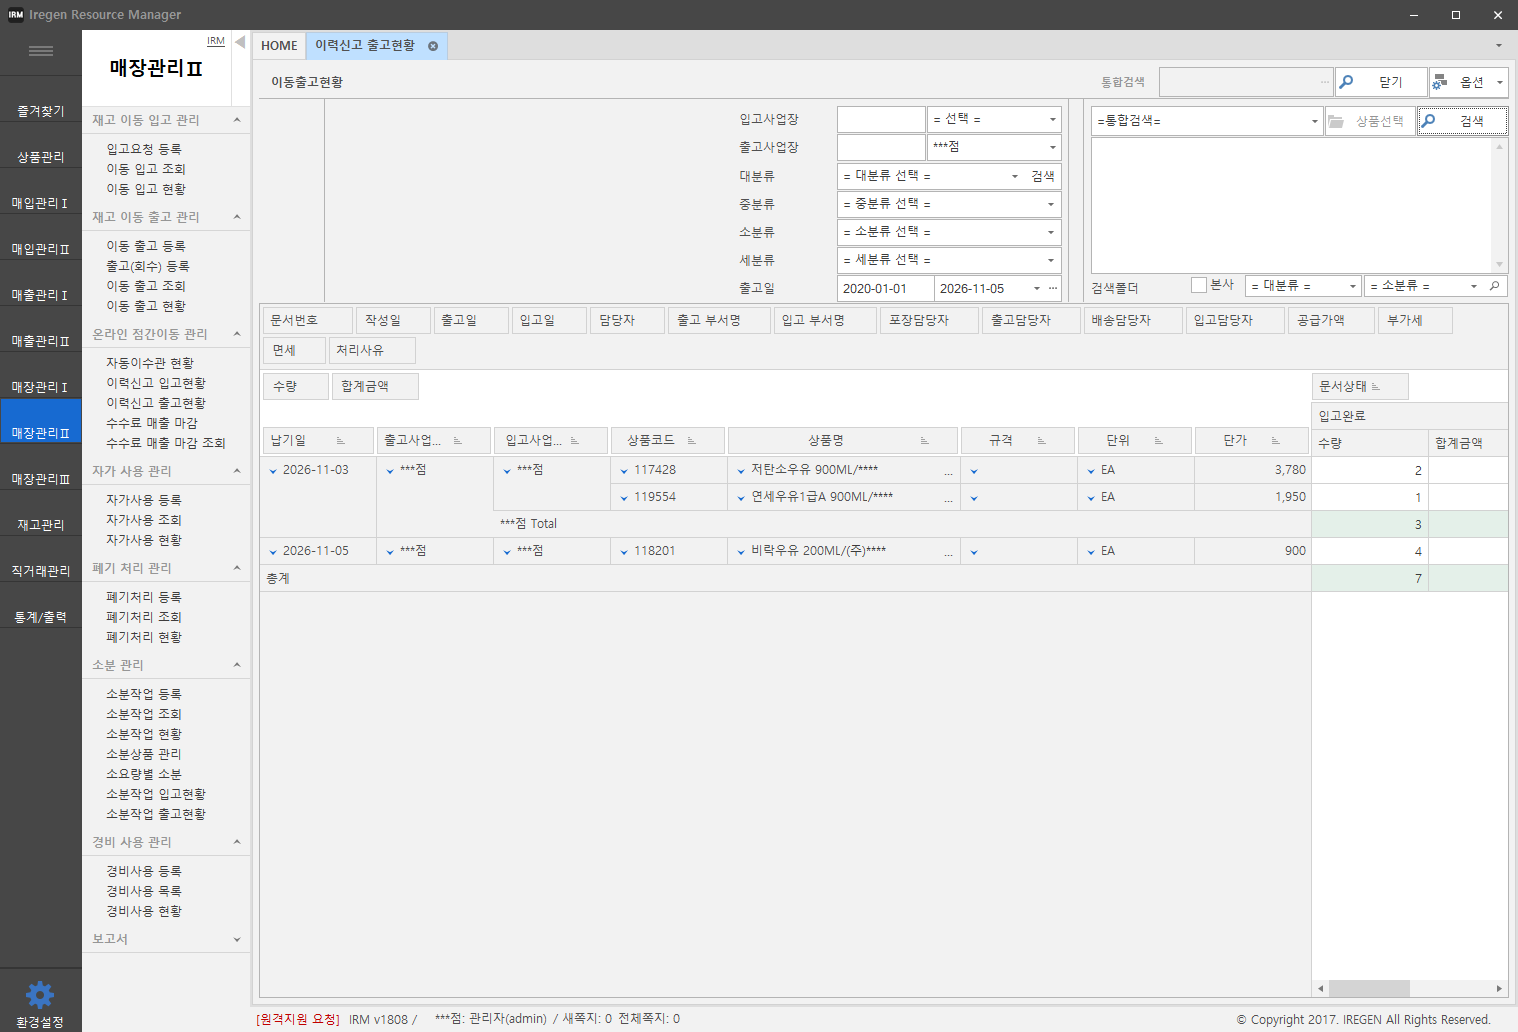 IRM Iregen Resource Manager
즐겨찾기
상품관리
매입관리Ⅰ
매입관리Ⅱ
매출관리Ⅰ
매출관리Ⅱ
매장관리Ⅰ
매장관리Ⅱ
매장관리Ⅲ
재고관리
직거래관리
통계/출력
환경설정
IRM
매장관리Ⅱ
재고 이동 입고 관리
입고요청 등록
이동 입고 조회
이동 입고 현황
재고 이동 출고 관리
이동 출고 등록
출고(회수) 등록
이동 출고 조회
이동 출고 현황
온라인 점간이동 관리
자동이수관 현황
이력신고 입고현황
이력신고 출고현황
수수료 매출 마감
수수료 매출 마감 조회
자가 사용 관리
자가사용 등록
자가사용 조회
자가사용 현황
폐기 처리 관리
폐기처리 등록
폐기처리 조회
폐기처리 현황
소분 관리
소분작업 등록
소분작업 조회
소분작업 현황
소분상품 관리
소요량별 소분
소분작업 입고현황
소분작업 출고현황
경비 사용 관리
경비사용 등록
경비사용 목록
경비사용 현황
보고서
HOME 이력신고 출고현황
이동출고현황 통합검색 ... 닫기 옵션
입고사업장 = 선택 =
출고사업장 ***점
대분류 = 대분류 선택 = 검색
중분류 = 중분류 선택 =
소분류 = 소분류 선택 =
세분류 = 세분류 선택 =
출고일 2020-01-01 2026-11-05 ...
=통합검색= 상품선택 검색
검색폴더 본사 = 대분류 = = 소분류 =
문서번호 작성일 출고일 입고일 담당자 출고 부서명 입고 부서명 포장담당자 출고담당자 배송담당자 입고담당자 공급가액 부가세
면세 처리사유
수량 합계금액 문서상태
입고완료
납기일 출고사업... 입고사업... 상품코드 상품명 규격 단위 단가 수량 합계금액
2026-11-03 ***점 ***점 117428 저탄소우유 900ML/**** ... EA 3,780 2
119554 연세우유1급A 900ML/**** ... EA 1,950 1
***점 Total 3
2026-11-05 ***점 ***점 118201 비락우유 200ML/(주)**** ... EA 900 4
총계 7
[원격지원 요청] IRM v1808 / ***점: 관리자(admin) / 새쪽지: 0 전체쪽지: 0 © Copyright 2017. IREGEN All Rights Reserved.